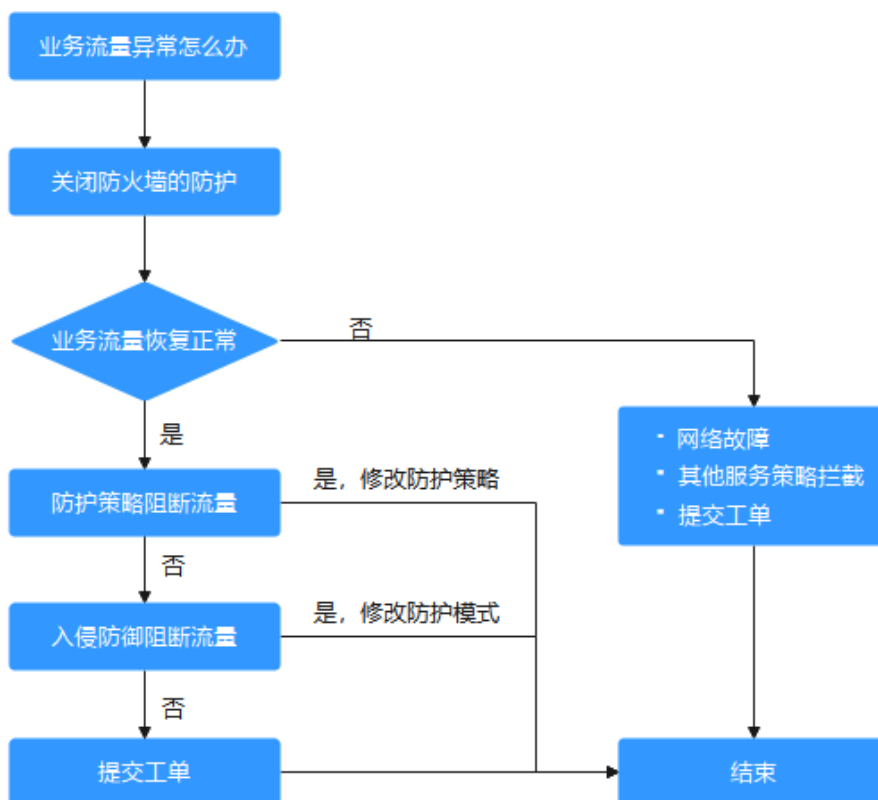 业务流量异常怎么办
关闭防火墙的防护
业务流量恢复正常
否
是
· 网络故障
· 其他服务策略拦截
· 提交工单
防护策略阻断流量
是，修改防护策略
否
入侵防御阻断流量
是，修改防护模式
否
提交工单
结束